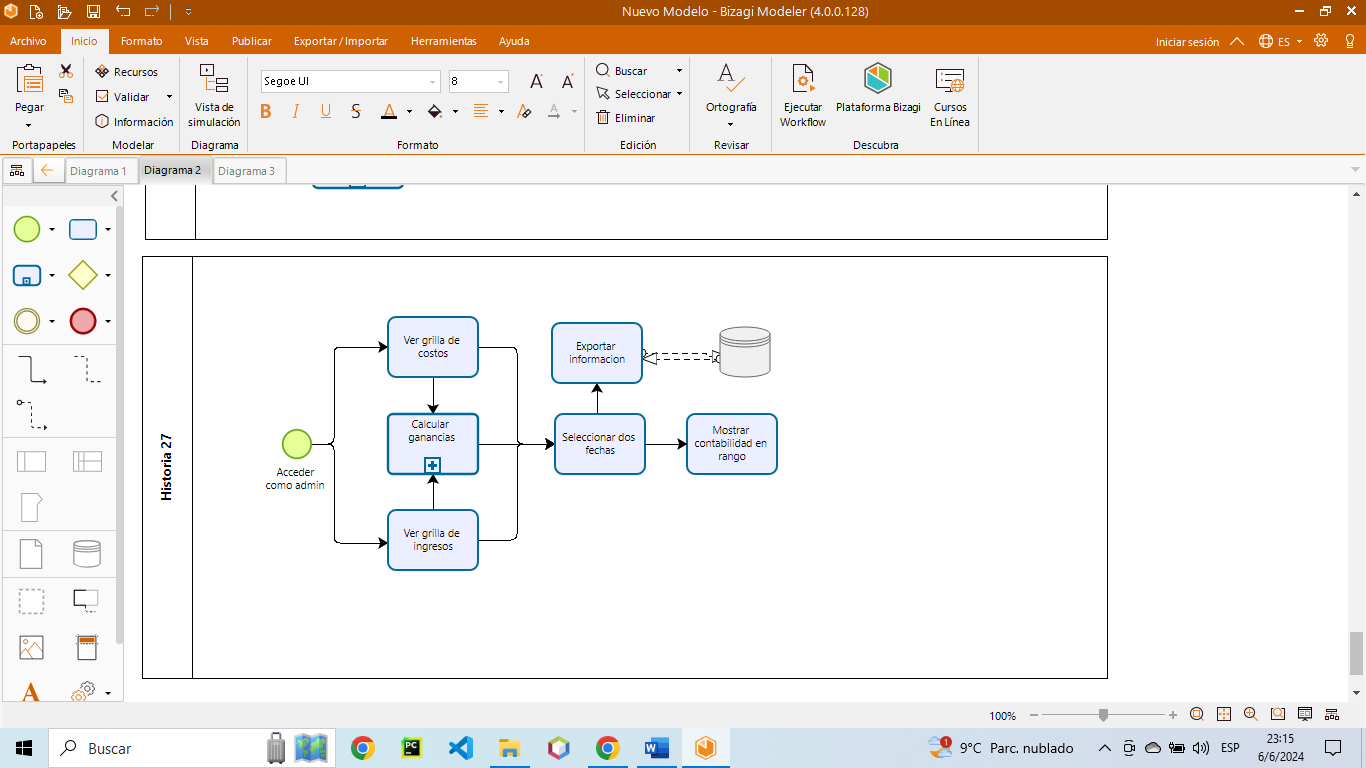 Nuevo Modelo - Bizagi Modeler (4.0.0.128)
Archivo Inicio Formato Vista Publicar Exportar / Importar Herramientas Ayuda Iniciar sesión ES
Pegar
Portapapeles
Recursos
Validar
Información
Modelar
Vista de
simulación
Diagrama
Segoe UI 8
B I U S A A
Formato
Buscar
Seleccionar
Eliminar
Edición
Ortografía
Revisar
Ejecutar
Workflow
Plataforma Bizagi
Cursos
En Línea
Descubra
Diagrama 1 Diagrama 2 Diagrama 3
Historia 27
Acceder
como admin
Ver grilla de
costos
Calcular
ganancias
Ver grilla de
ingresos
Exportar
informacion
Seleccionar dos
fechas
Mostrar
contabilidad en
rango
100%
Buscar
1
9°C Parc. nublado
ESP
23:15
6/6/2024